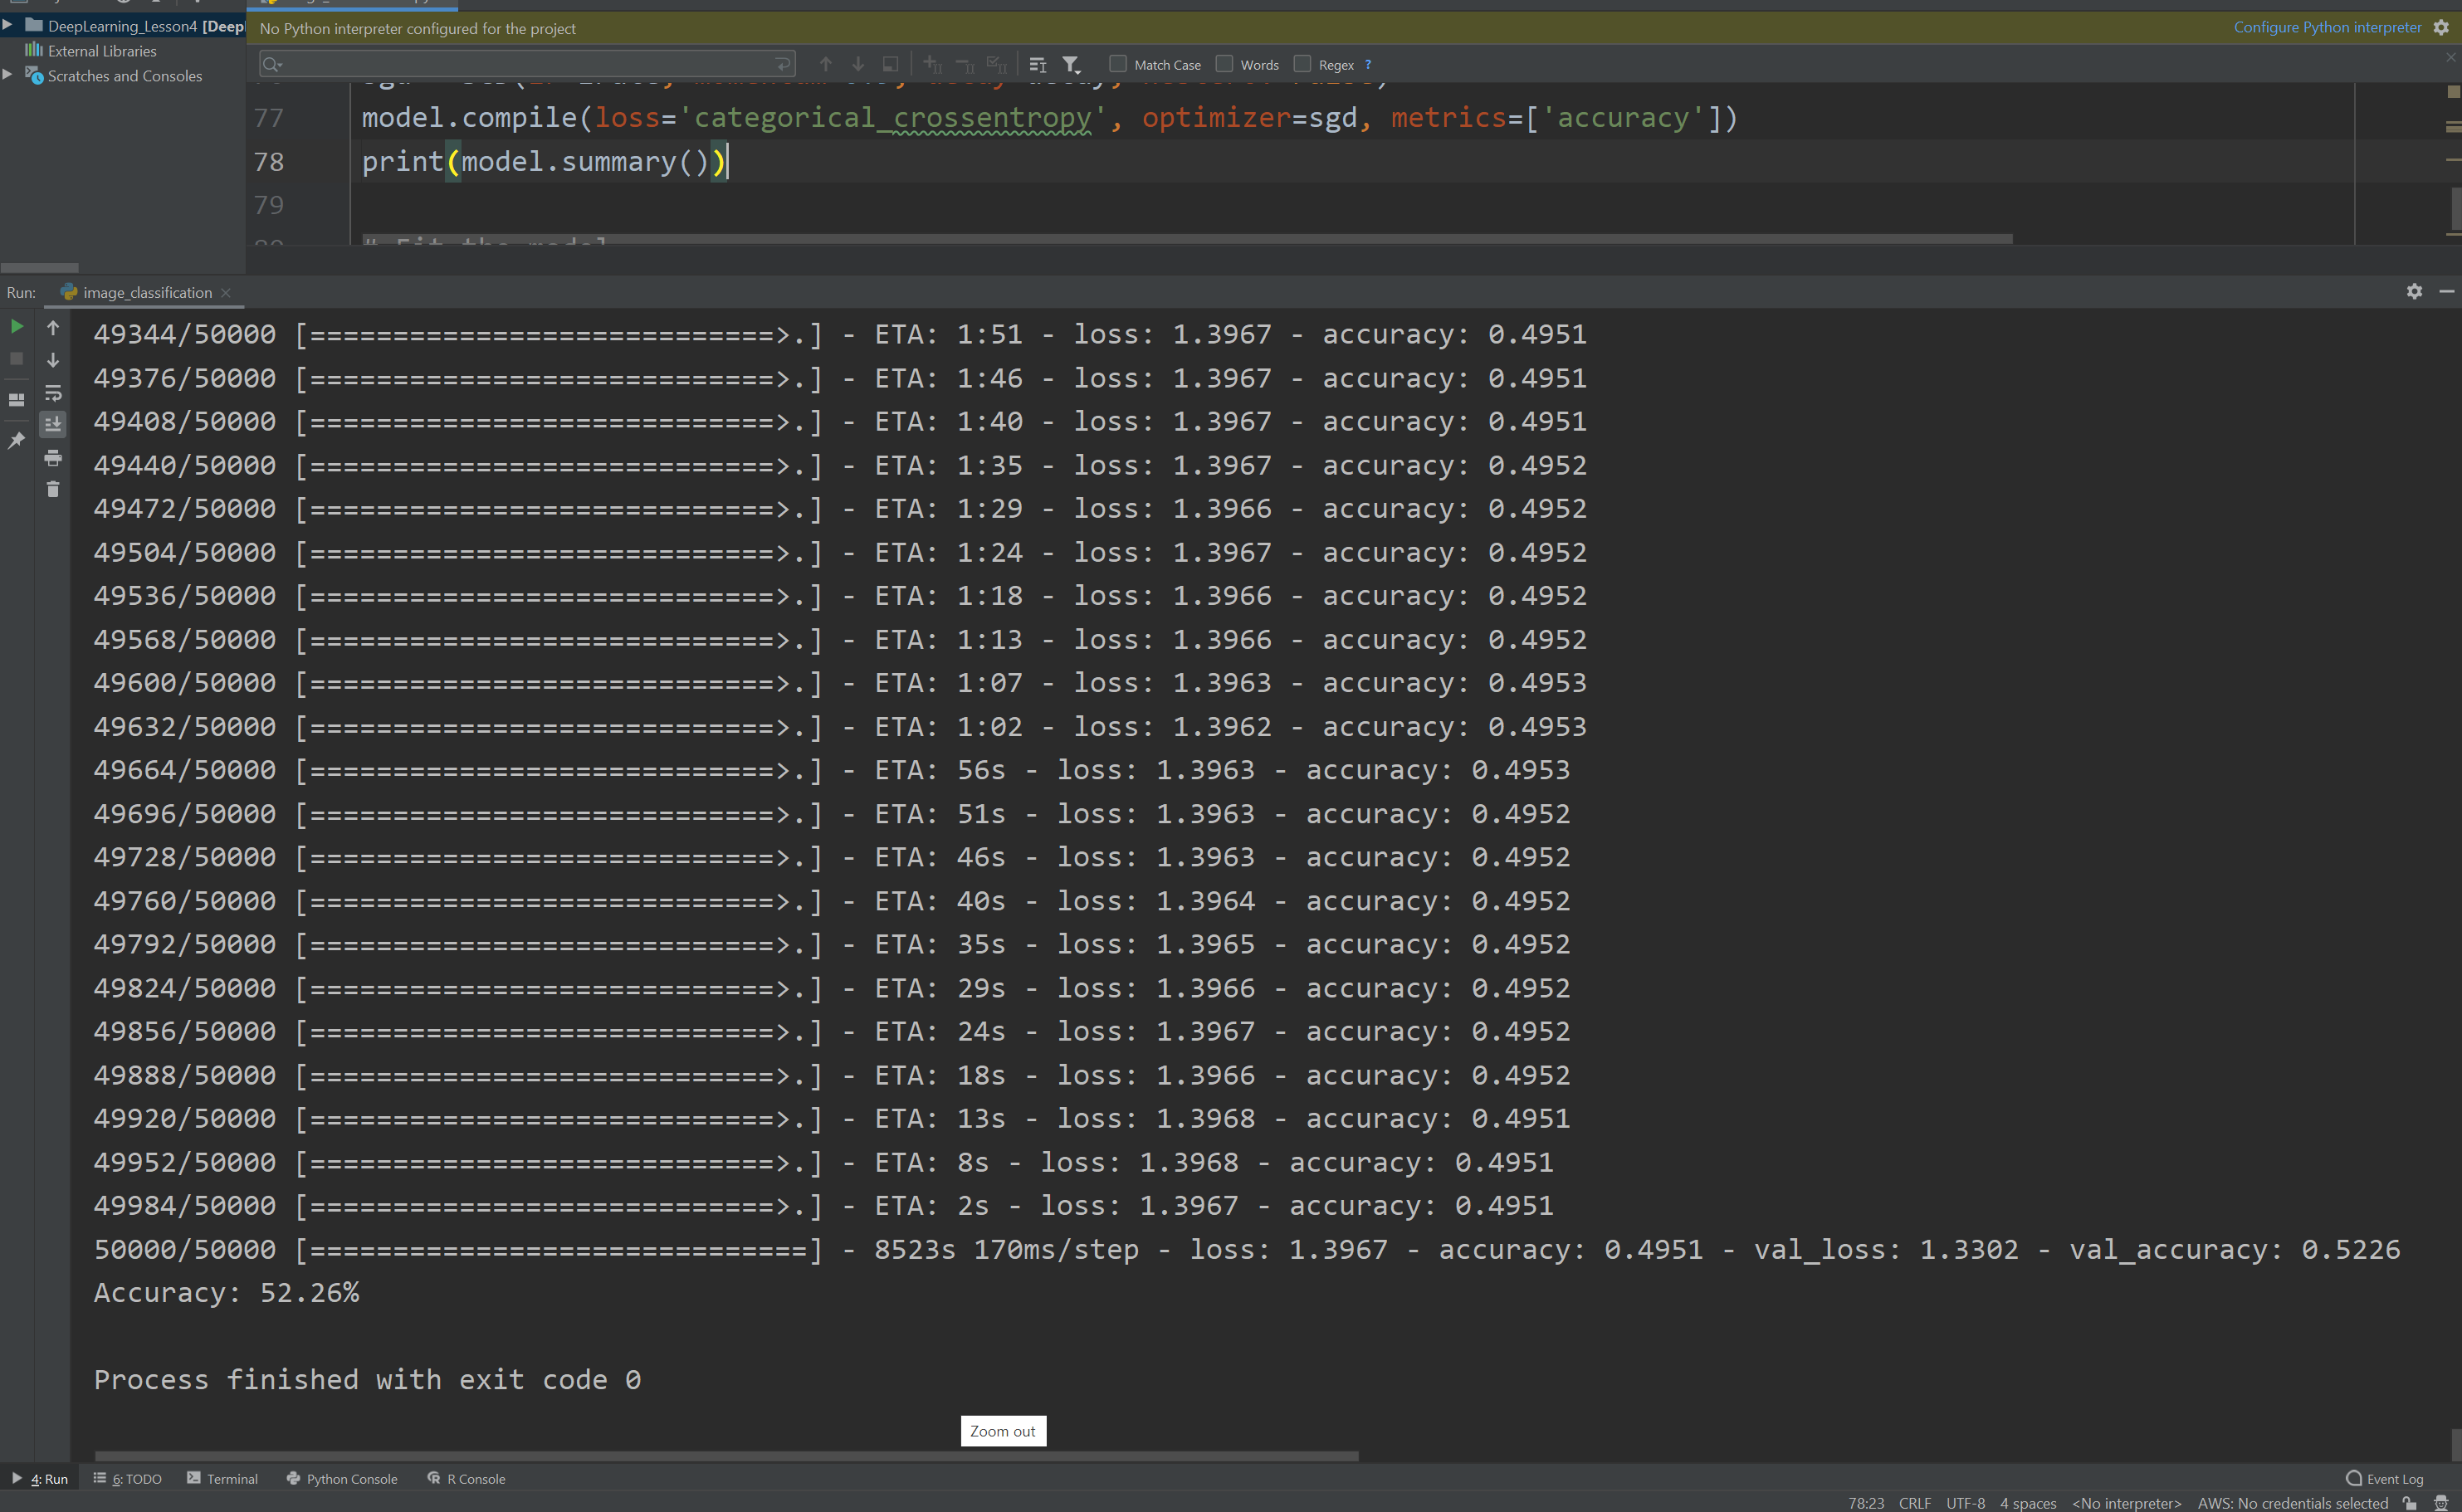 DeepLearning_Lesson4 [Deep
External Libraries
Scratches and Consoles
No Python interpreter configured for the project
Configure Python interpreter
Match Case Words Regex ?
77 model.compile(loss='categorical_crossentropy', optimizer=sgd, metrics=['accuracy'])
78 print(model.summary())
79
Run: image_classification
49344/50000 [============================>.] - ETA: 1:51 - loss: 1.3967 - accuracy: 0.4951
49376/50000 [============================>.] - ETA: 1:46 - loss: 1.3967 - accuracy: 0.4951
49408/50000 [============================>.] - ETA: 1:40 - loss: 1.3967 - accuracy: 0.4951
49440/50000 [============================>.] - ETA: 1:35 - loss: 1.3967 - accuracy: 0.4952
49472/50000 [============================>.] - ETA: 1:29 - loss: 1.3966 - accuracy: 0.4952
49504/50000 [============================>.] - ETA: 1:24 - loss: 1.3967 - accuracy: 0.4952
49536/50000 [============================>.] - ETA: 1:18 - loss: 1.3966 - accuracy: 0.4952
49568/50000 [============================>.] - ETA: 1:13 - loss: 1.3966 - accuracy: 0.4952
49600/50000 [============================>.] - ETA: 1:07 - loss: 1.3963 - accuracy: 0.4953
49632/50000 [============================>.] - ETA: 1:02 - loss: 1.3962 - accuracy: 0.4953
49664/50000 [============================>.] - ETA: 56s - loss: 1.3963 - accuracy: 0.4953
49696/50000 [============================>.] - ETA: 51s - loss: 1.3963 - accuracy: 0.4952
49728/50000 [============================>.] - ETA: 46s - loss: 1.3963 - accuracy: 0.4952
49760/50000 [============================>.] - ETA: 40s - loss: 1.3964 - accuracy: 0.4952
49792/50000 [============================>.] - ETA: 35s - loss: 1.3965 - accuracy: 0.4952
49824/50000 [============================>.] - ETA: 29s - loss: 1.3966 - accuracy: 0.4952
49856/50000 [============================>.] - ETA: 24s - loss: 1.3967 - accuracy: 0.4952
49888/50000 [============================>.] - ETA: 18s - loss: 1.3966 - accuracy: 0.4952
49920/50000 [============================>.] - ETA: 13s - loss: 1.3968 - accuracy: 0.4951
49952/50000 [============================>.] - ETA: 8s - loss: 1.3968 - accuracy: 0.4951
49984/50000 [============================>.] - ETA: 2s - loss: 1.3967 - accuracy: 0.4951
50000/50000 [==============================] - 8523s 170ms/step - loss: 1.3967 - accuracy: 0.4951 - val_loss: 1.3302 - val_accuracy: 0.5226
Accuracy: 52.26%
Process finished with exit code 0
Zoom out
4: Run 6: TODO Terminal Python Console R Console Event Log
78:23 CRLF UTF-8 4 spaces <No interpreter> AWS: No credentials selected